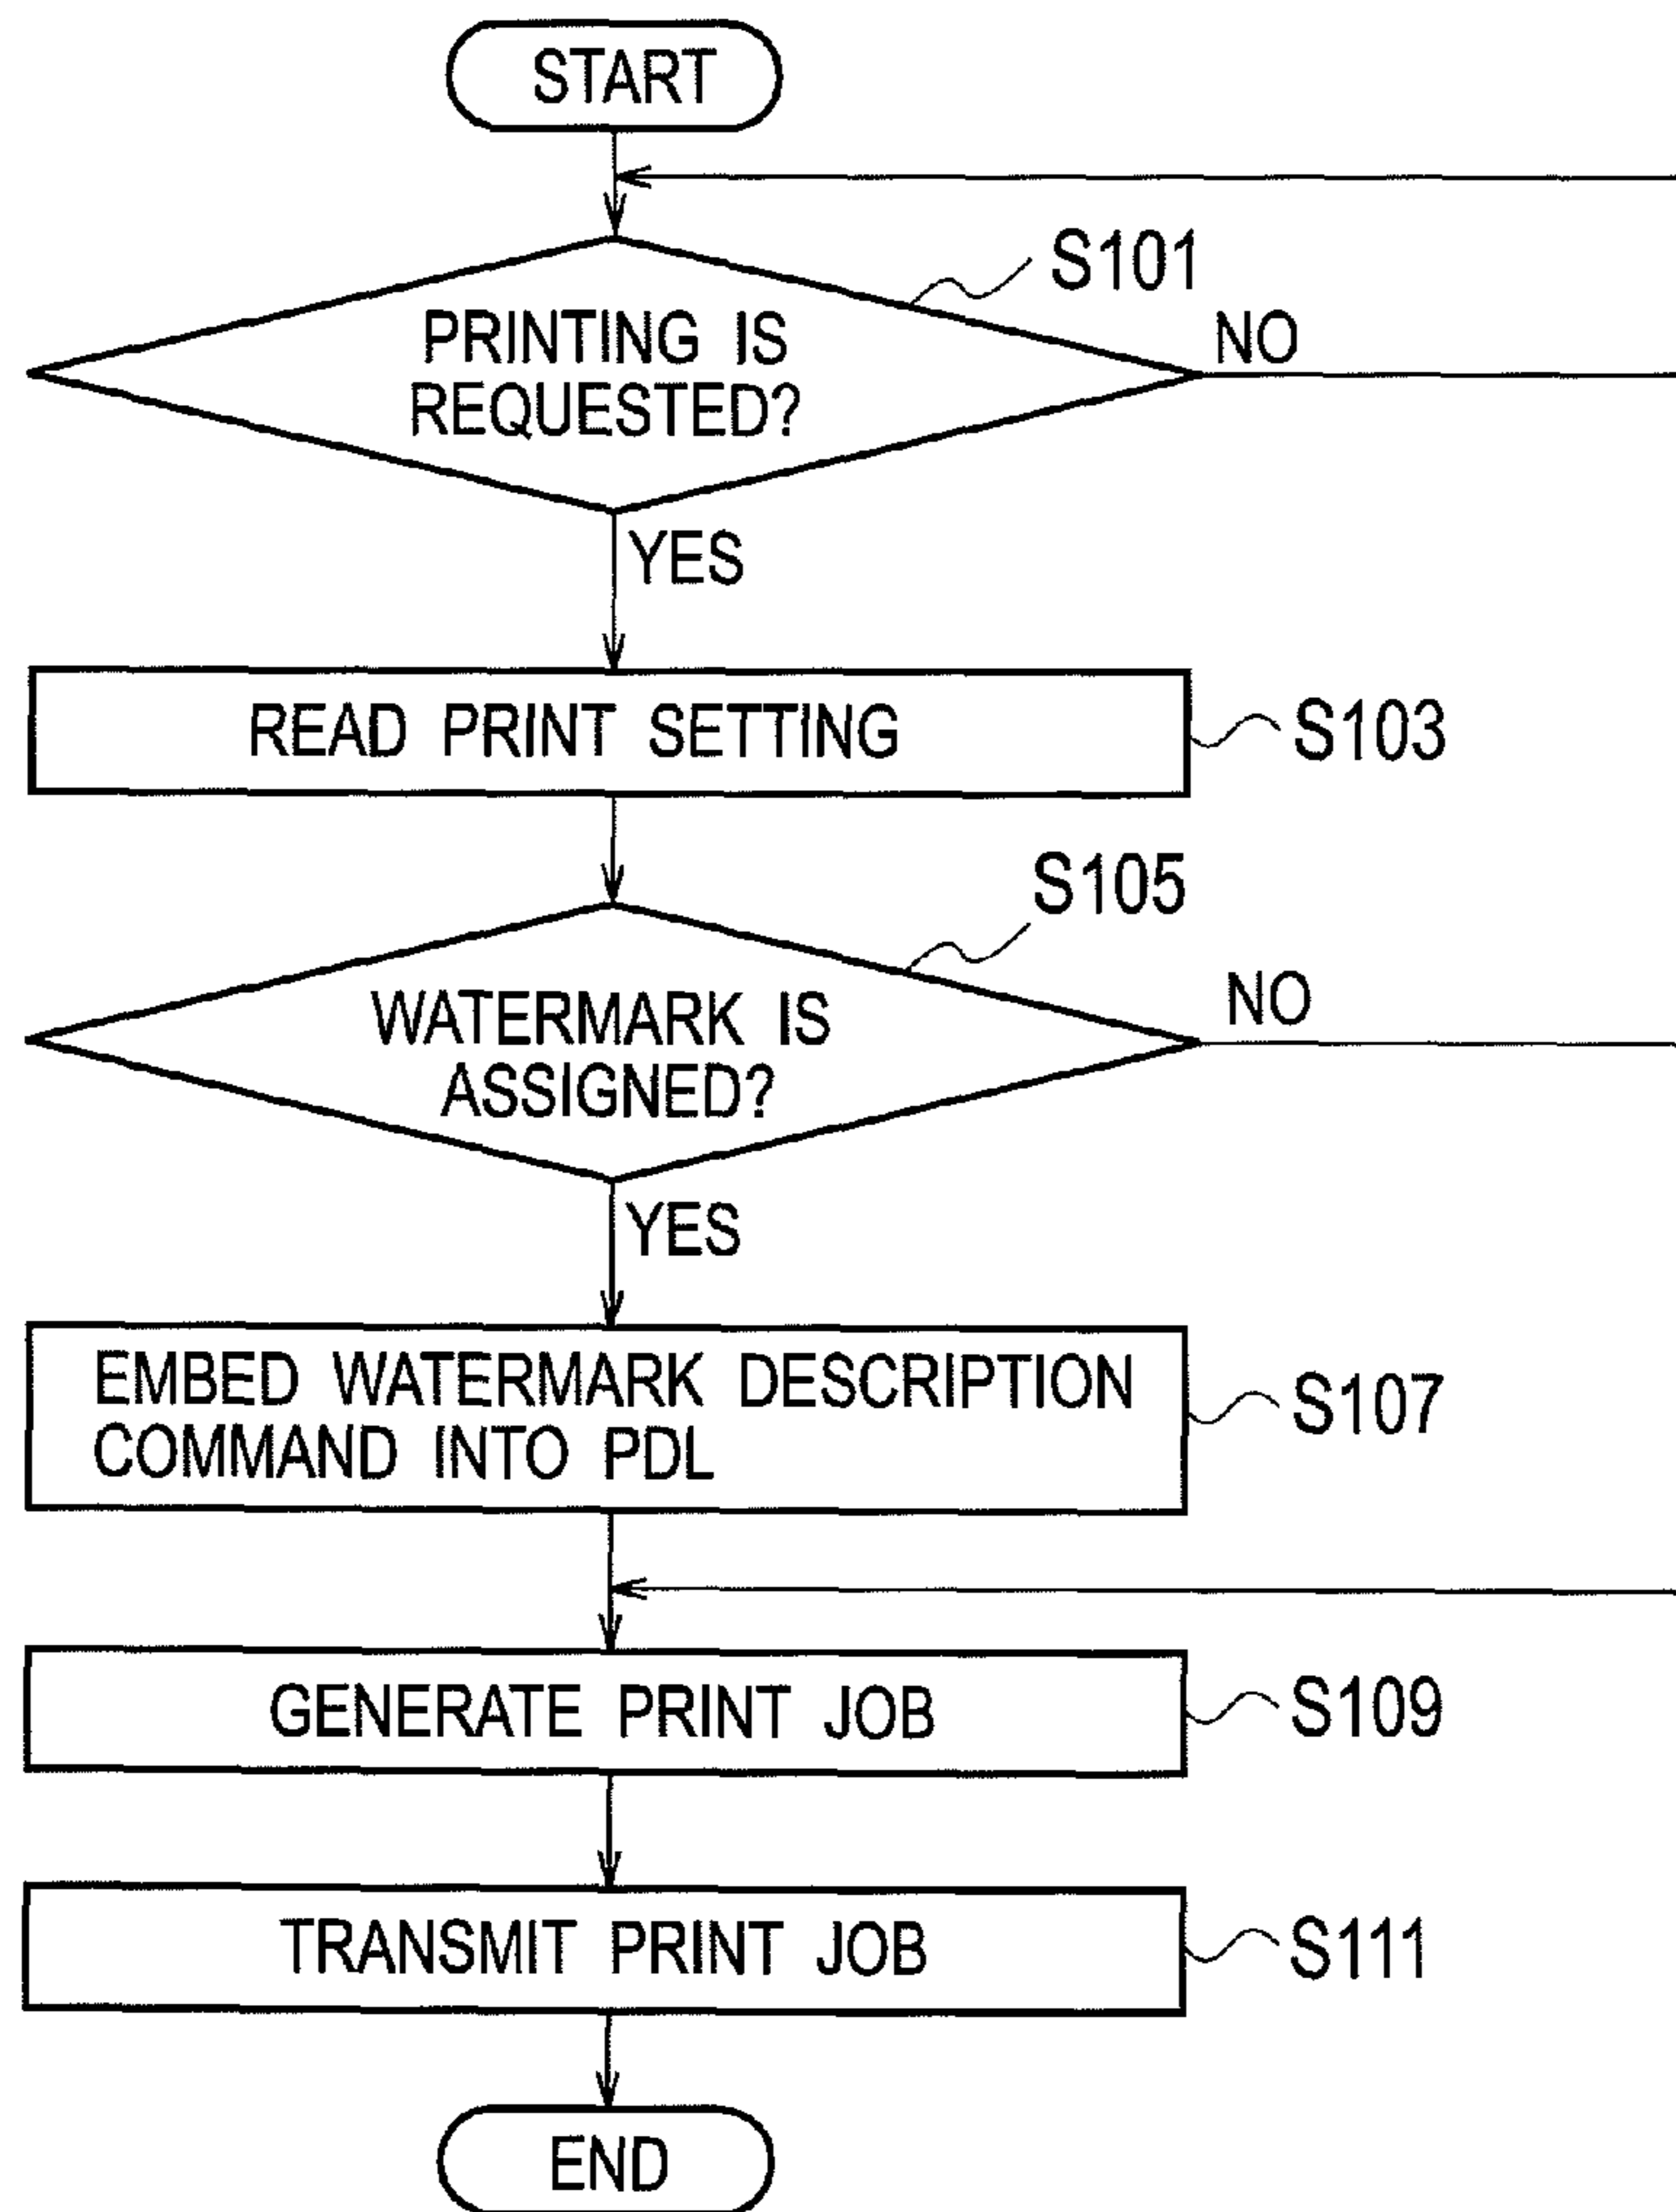 START
S101
PRINTING IS
REQUESTED?
NO
YES
READ PRINT SETTING
S103
S105
WATERMARK IS
ASSIGNED?
NO
YES
EMBED WATERMARK DESCRIPTION
COMMAND INTO PDL
S107
GENERATE PRINT JOB
S109
TRANSMIT PRINT JOB
S111
END